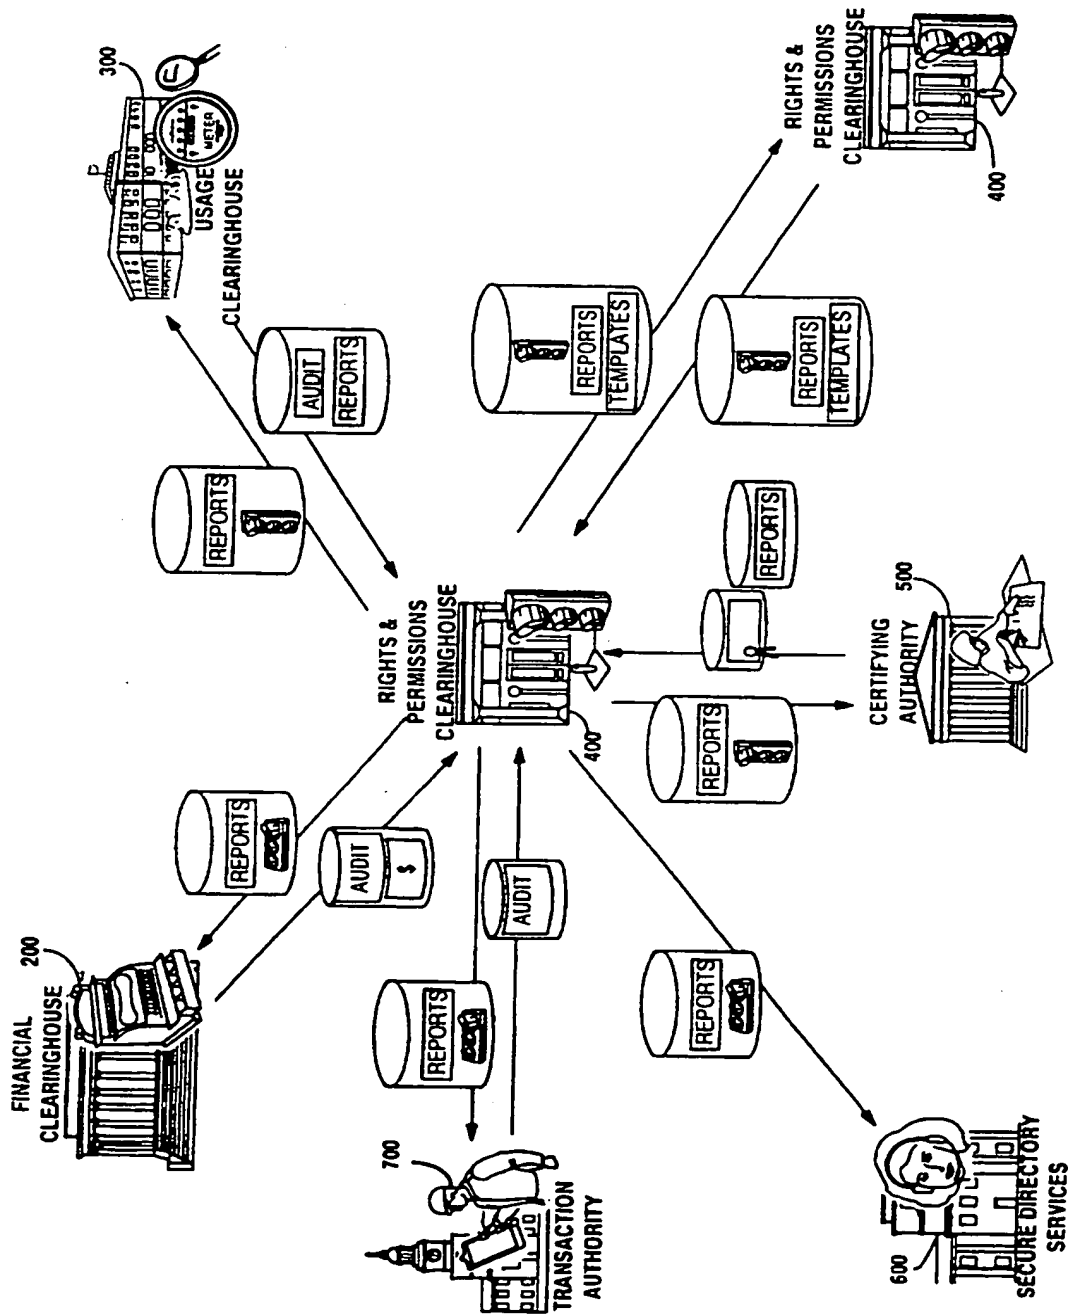 FINANCIAL
CLEARINGHOUSE
200
REPORTS
AUDIT
$
300
METER
USAGE
CLEARINGHOUSE
REPORTS
AUDIT
REPORTS
TRANSACTION
AUTHORITY
700
REPORTS
AUDIT
RIGHTS &
PERMISSIONS
CLEARINGHOUSE
400
REPORTS
TEMPLATES
REPORTS
TEMPLATES
RIGHTS &
PERMISSIONS
CLEARINGHOUSE
400
SECURE DIRECTORY
SERVICES
600
REPORTS
REPORTS
REPORTS
CERTIFYING
AUTHORITY
500